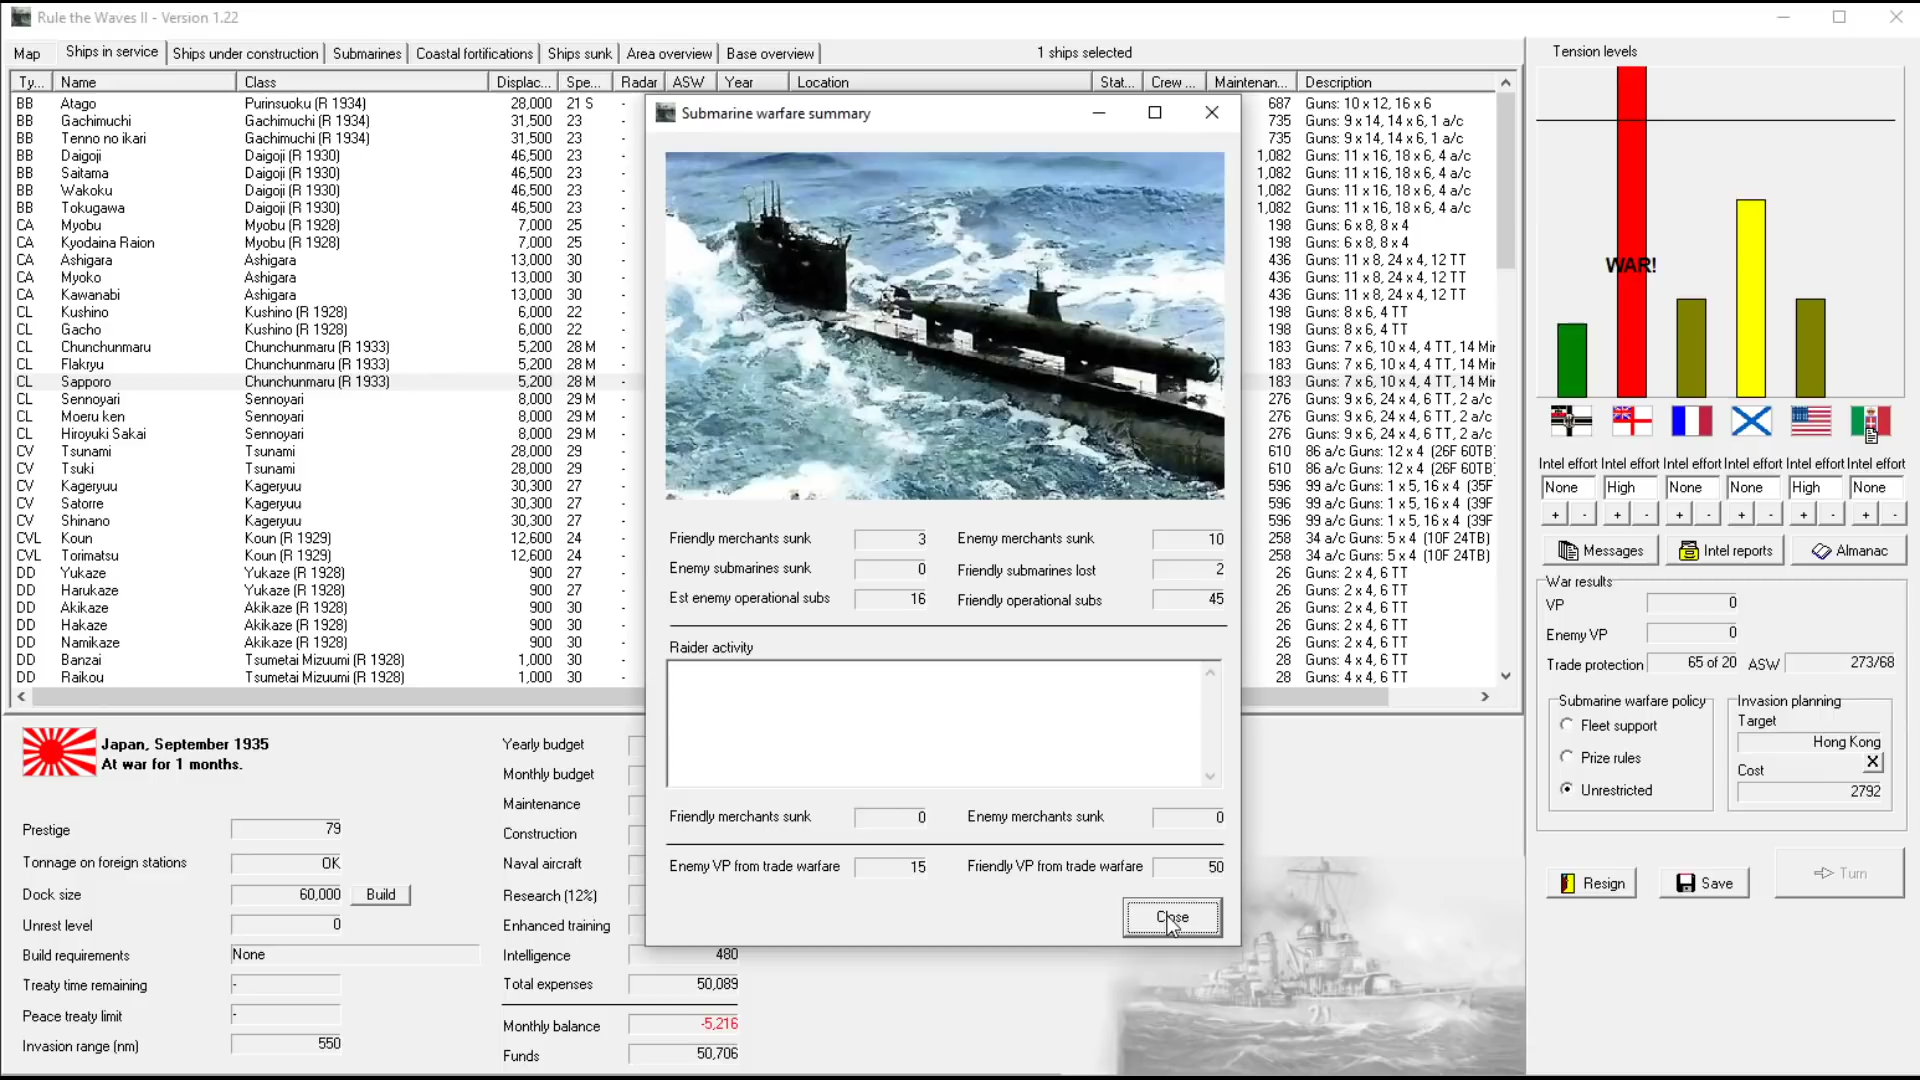 Rule the Waves II - Version 1.22
Map Ships in service Ships under construction Submarines Coastal fortifications Ships sunk Area overview Base overview 1 ships selected
Ty... Name Class Displac... Spe... Radar ASW Year Location Stat... Crew ... Maintenan... Description
BB Atago Purinsuoku (R 1934) 28,000 21 S - 687 Guns: 10 x 12, 16 x 6
BB Gachimuchi Gachimuchi (R 1934) 31,500 23 - 735 Guns: 9 x 14, 14 x 6, 1 a/c
BB Tenno no ikari Gachimuchi (R 1934) 31,500 23 - 735 Guns: 9 x 14, 14 x 6, 1 a/c
BB Daigoji Daigoji (R 1930) 46,500 23 - 1,082 Guns: 11 x 16, 18 x 6, 4 a/c
BB Saitama Daigoji (R 1930) 46,500 23 - 1,082 Guns: 11 x 16, 18 x 6, 4 a/c
BB Wakoku Daigoji (R 1930) 46,500 23 - 1,082 Guns: 11 x 16, 18 x 6, 4 a/c
BB Tokugawa Daigoji (R 1930) 46,500 23 - 1,082 Guns: 11 x 16, 18 x 6, 4 a/c
CA Myobu Myobu (R 1928) 7,000 25 - 198 Guns: 6 x 8, 8 x 4
CA Kyodaina Raion Myobu (R 1928) 7,000 25 - 198 Guns: 6 x 8, 8 x 4
CA Ashigara Ashigara 13,000 30 - 436 Guns: 11 x 8, 24 x 4, 12 TT
CA Myoko Ashigara 13,000 30 - 436 Guns: 11 x 8, 24 x 4, 12 TT
CA Kawanabi Ashigara 13,000 30 - 436 Guns: 11 x 8, 24 x 4, 12 TT
CL Kushino Kushino (R 1928) 6,000 22 - 198 Guns: 8 x 6, 4 TT
CL Gacho Kushino (R 1928) 6,000 22 - 198 Guns: 8 x 6, 4 TT
CL Chunchunmaru Chunchunmaru (R 1933) 5,200 28 M - 183 Guns: 7 x 6, 10 x 4, 4 TT, 14 Mir
CL Flakryu Chunchunmaru (R 1933) 5,200 28 M - 183 Guns: 7 x 6, 10 x 4, 4 TT, 14 Mir
CL Sapporo Chunchunmaru (R 1933) 5,200 28 M - 183 Guns: 7 x 6, 10 x 4, 4 TT, 14 Mir
CL Sennoyari Sennoyari 8,000 29 M - 276 Guns: 9 x 6, 24 x 4, 6 TT, 2 a/c
CL Moeru ken Sennoyari 8,000 29 M - 276 Guns: 9 x 6, 24 x 4, 6 TT, 2 a/c
CL Hiroyuki Sakai Sennoyari 8,000 29 M - 276 Guns: 9 x 6, 24 x 4, 6 TT, 2 a/c
CV Tsunami Tsunami 28,000 29 - 610 86 a/c Guns: 12 x 4 (26F 60TB
CV Tsuki Tsunami 28,000 29 - 610 86 a/c Guns: 12 x 4 (26F 60TB
CV Kageryuu Kageryuu 30,300 27 - 596 99 a/c Guns: 1 x 5, 16 x 4 (35F
CV Satorre Kageryuu 30,300 27 - 596 99 a/c Guns: 1 x 5, 16 x 4 (39F
CV Shinano Kageryuu 30,300 27 - 596 99 a/c Guns: 1 x 5, 16 x 4 (39F
CVL Koun Koun (R 1929) 12,600 24 - 258 34 a/c Guns: 5 x 4 (10F 24TB)
CVL Torimatsu Koun (R 1929) 12,600 24 - 258 34 a/c Guns: 5 x 4 (10F 24TB)
DD Yukaze Yukaze (R 1928) 900 27 - 26 Guns: 2 x 4, 6 TT
DD Harukaze Yukaze (R 1928) 900 27 - 26 Guns: 2 x 4, 6 TT
DD Akikaze Akikaze (R 1928) 900 30 - 26 Guns: 2 x 4, 6 TT
DD Hakaze Akikaze (R 1928) 900 30 - 26 Guns: 2 x 4, 6 TT
DD Namikaze Akikaze (R 1928) 900 30 - 26 Guns: 2 x 4, 6 TT
DD Banzai Tsumetai Mizuumi (R 1928) 1,000 30 - 28 Guns: 4 x 4, 6 TT
DD Raikou Tsumetai Mizuumi (R 1928) 1,000 30 - 28 Guns: 4 x 4, 6 TT
Submarine warfare summary
Friendly merchants sunk 3 Enemy merchants sunk 10
Enemy submarines sunk 0 Friendly submarines lost 2
Est enemy operational subs 16 Friendly operational subs 45
Raider activity
Friendly merchants sunk 0 Enemy merchants sunk 0
Enemy VP from trade warfare 15 Friendly VP from trade warfare 50
Close
Tension levels
WAR!
Intel effort Intel effort Intel effort Intel effort Intel effort Intel effort
None High None None High None
+ - + - + - + - + - + -
Messages Intel reports Almanac
War results
VP 0
Enemy VP 0
Trade protection 65 of 20 ASW 273/68
Submarine warfare policy
Fleet support
Prize rules
Unrestricted
Invasion planning
Target
Hong Kong
X
Cost
2792
Resign Save Turn
Japan, September 1935
At war for 1 months.
Prestige 79
Tonnage on foreign stations OK
Dock size 60,000 Build
Unrest level 0
Build requirements None
Treaty time remaining -
Peace treaty limit -
Invasion range (nm) 550
Yearly budget
Monthly budget
Maintenance
Construction
Naval aircraft
Research (12%)
Enhanced training
Intelligence 480
Total expenses 50,089
Monthly balance -5,216
Funds 50,706
21